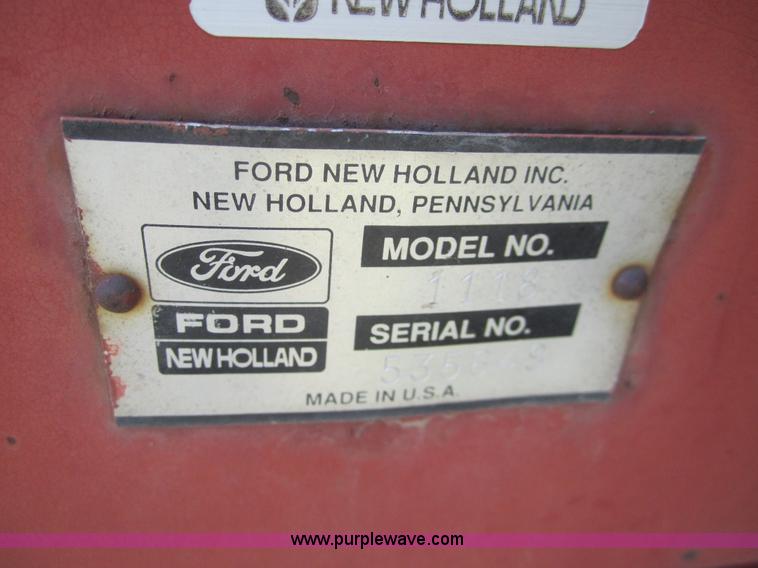 NEW HOLLAND
FORD NEW HOLLAND INC.
NEW HOLLAND, PENNSYLVANIA
Ford
MODEL NO.
1118
FORD
NEW HOLLAND
SERIAL NO.
MADE IN U.S.A.
www.purplewave.com